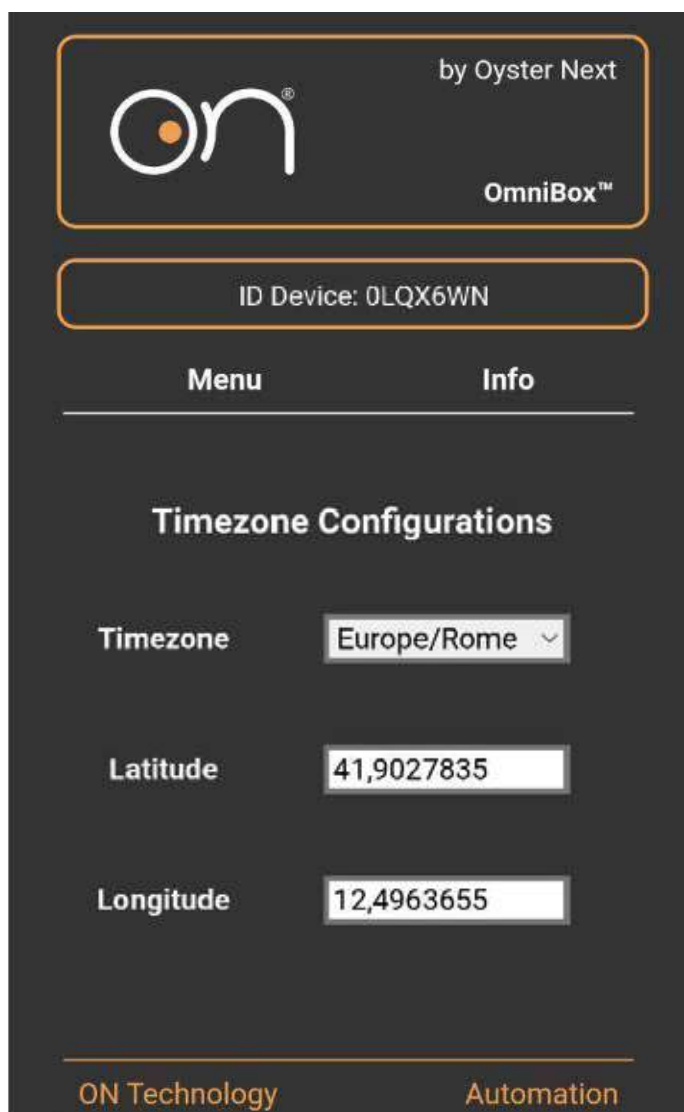 on®
by Oyster Next
OmniBox™
ID Device: 0LQX6WN
Menu Info
Timezone Configurations
Timezone Europe/Rome
Latitude 41,9027835
Longitude 12,4963655
ON Technology Automation